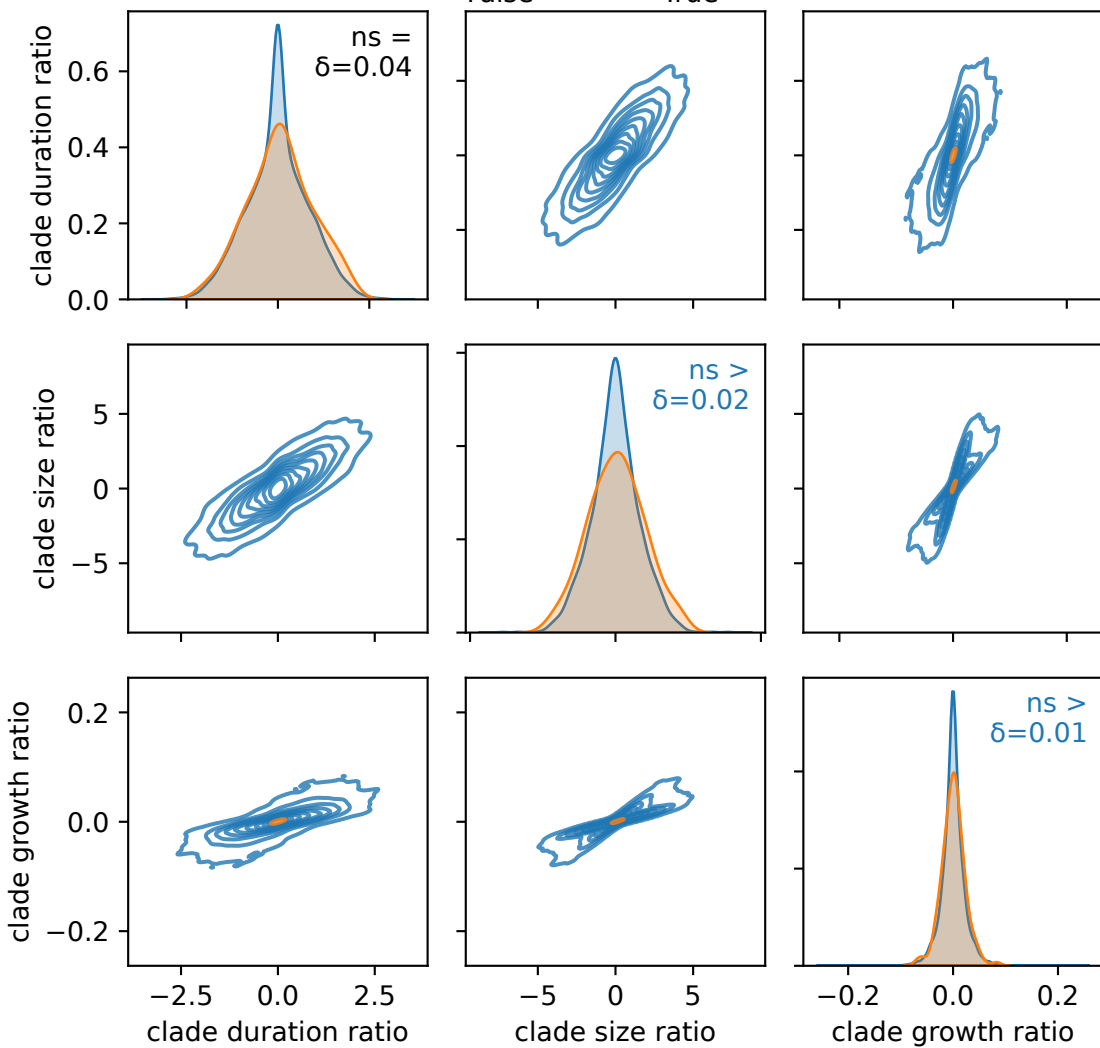 clade duration ratio
0.6
0.4
0.2
0.0
ns =
δ=0.04
clade size ratio
5
0
−5
ns >
δ=0.02
clade growth ratio
0.2
0.0
−0.2
ns >
δ=0.01
−2.5 0.0 2.5
−5 0 5
−0.2 0.0 0.2
clade duration ratio
clade size ratio
clade growth ratio